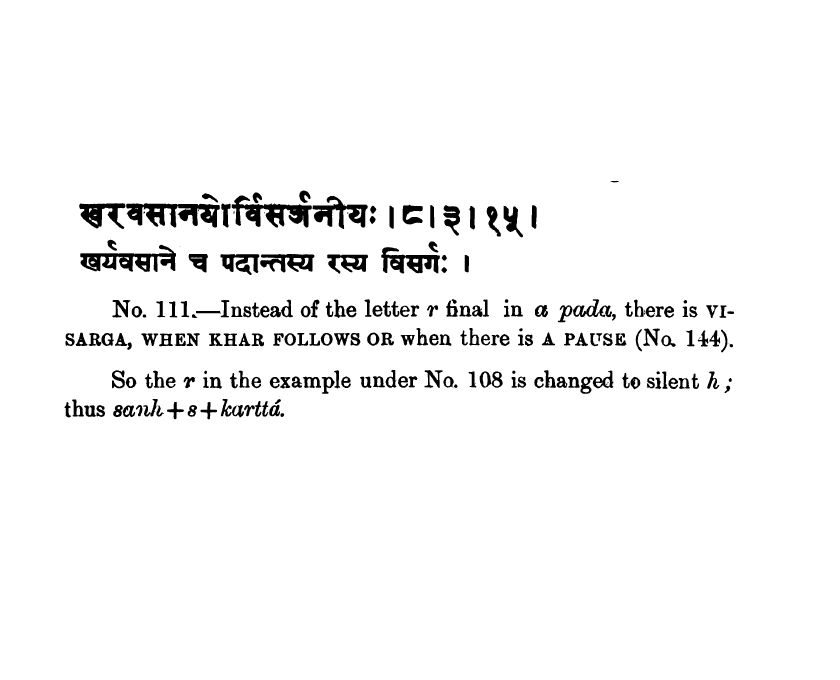 खरवसानयोर्विसर्ज्जनीयः । ८ । ३ । १५ ।
खर्यवसाने च पदान्तस्य रस्य विसर्गः ।
No. 111.—Instead of the letter r final in a pada, there is VI-
SARGA, WHEN KHAR FOLLOWS OR when there is A PAUSE (No. 144).
So the r in the example under No. 108 is changed to silent h;
thus sanh+s+karttá.